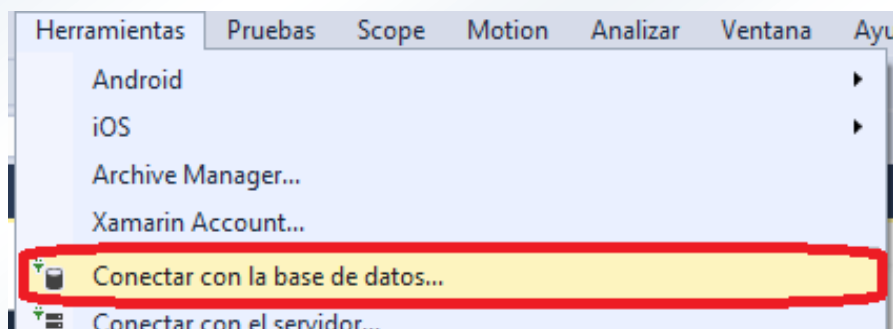 Herramientas Pruebas Scope Motion Analizar Ventana Ayu
Android
iOS
Archive Manager...
Xamarin Account...
Conectar con la base de datos...
Conectar con el servidor...